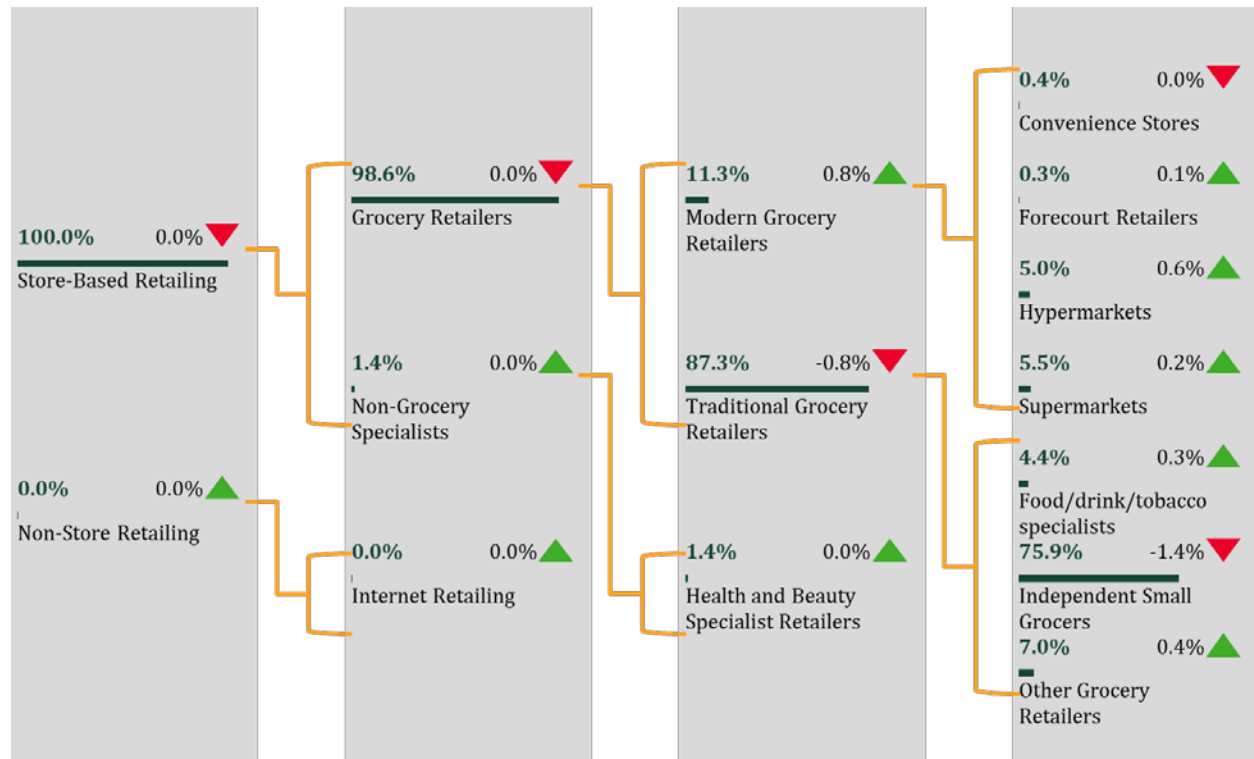 100.0% 0.0%
Store-Based Retailing
0.0% 0.0%
Non-Store Retailing
98.6% 0.0%
Grocery Retailers
1.4% 0.0%
Non-Grocery
Specialists
0.0% 0.0%
Internet Retailing
11.3% 0.8%
Modern Grocery
Retailers
87.3% -0.8%
Traditional Grocery
Retailers
1.4% 0.0%
Health and Beauty
Specialist Retailers
0.4% 0.0%
Convenience Stores
0.3% 0.1%
Forecourt Retailers
5.0% 0.6%
Hypermarkets
5.5% 0.2%
Supermarkets
4.4% 0.3%
Food/drink/tobacco
specialists
75.9% -1.4%
Independent Small
Grocers
7.0% 0.4%
Other Grocery
Retailers